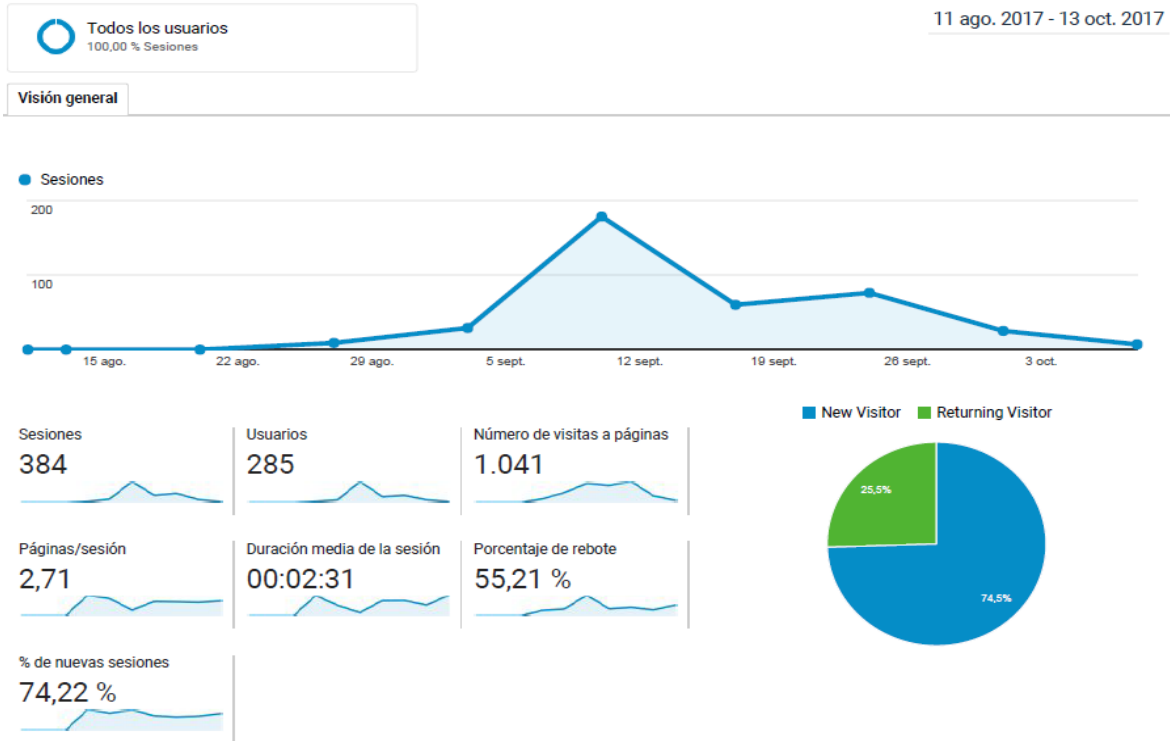 Todos los usuarios
100,00 % Sesiones
11 ago. 2017 - 13 oct. 2017
Visión general
Sesiones
200
100
15 ago. 22 ago. 29 ago. 5 sept. 12 sept. 19 sept. 26 sept. 3 oct.
New Visitor Returning Visitor
Sesiones
384
Usuarios
285
Número de visitas a páginas
1.041
Páginas/sesión
2,71
Duración media de la sesión
00:02:31
Porcentaje de rebote
55,21 %
% de nuevas sesiones
74,22 %
25,5%
74,5%